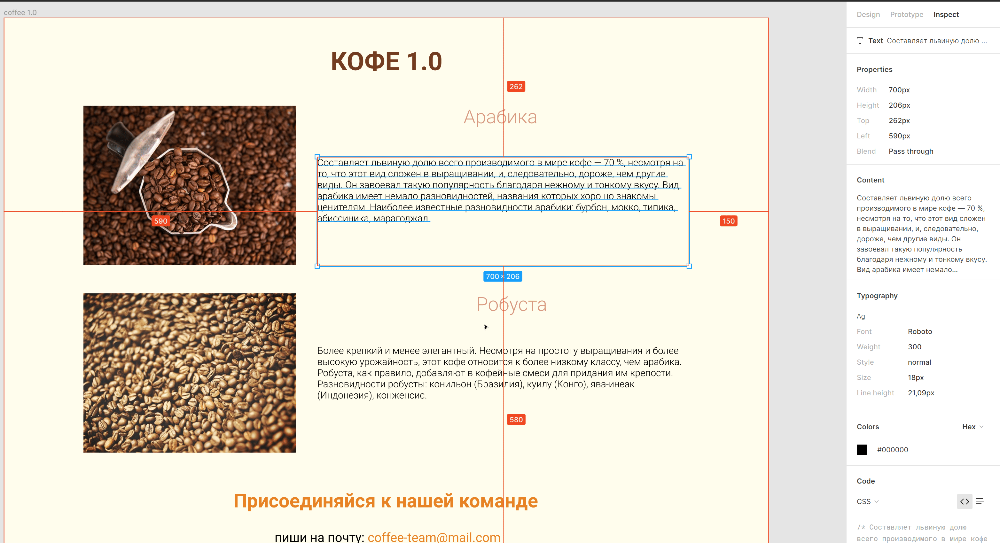 coffee 1.0
КОФЕ 1.0
262
Арабика
Составляет львиную долю всего производимого в мире кофе — 70 %, несмотря на
то, что этот вид сложен в выращивании, и, следовательно, дороже, чем другие
виды. Он завоевал такую популярность благодаря нежному и тонкому вкусу. Вид
арабика имеет немало разновидностей, названия которых хорошо знакомы
ценителям. Наиболее известные разновидности арабики: бурбон, мокко, типика,
абиссиника, марагоджал.
590
150
700 × 206
Робуста
Более крепкий и менее элегантный. Несмотря на простоту выращивания и более
высокую урожайность, этот кофе относится к более низкому классу, чем арабика.
Робуста, как правило, добавляют в кофейные смеси для придания им крепости.
Разновидности робусты: конильон (Бразилия), куилу (Конго), ява-инеак
(Индонезия), конженсис.
580
Присоединяйся к нашей команде
пиши на почту: coffee-team@mail.com
Design Prototype Inspect
Text Составляет львиную долю ...
Properties
Width 700px
Height 206px
Top 262px
Left 590px
Blend Pass through
Content
Составляет львиную долю всего
производимого в мире кофе — 70 %,
несмотря на то, что этот вид сложен
в выращивании, и, следовательно,
дороже, чем другие виды. Он
завоевал такую популярность
благодаря нежному и тонкому вкусу.
Вид арабика имеет немало...
Typography
Ag
Font Roboto
Weight 300
Style normal
Size 18px
Line height 21,09px
Colors Hex
#000000
Code
CSS
/* Составляет львиную долю
всего производимого в мире кофе